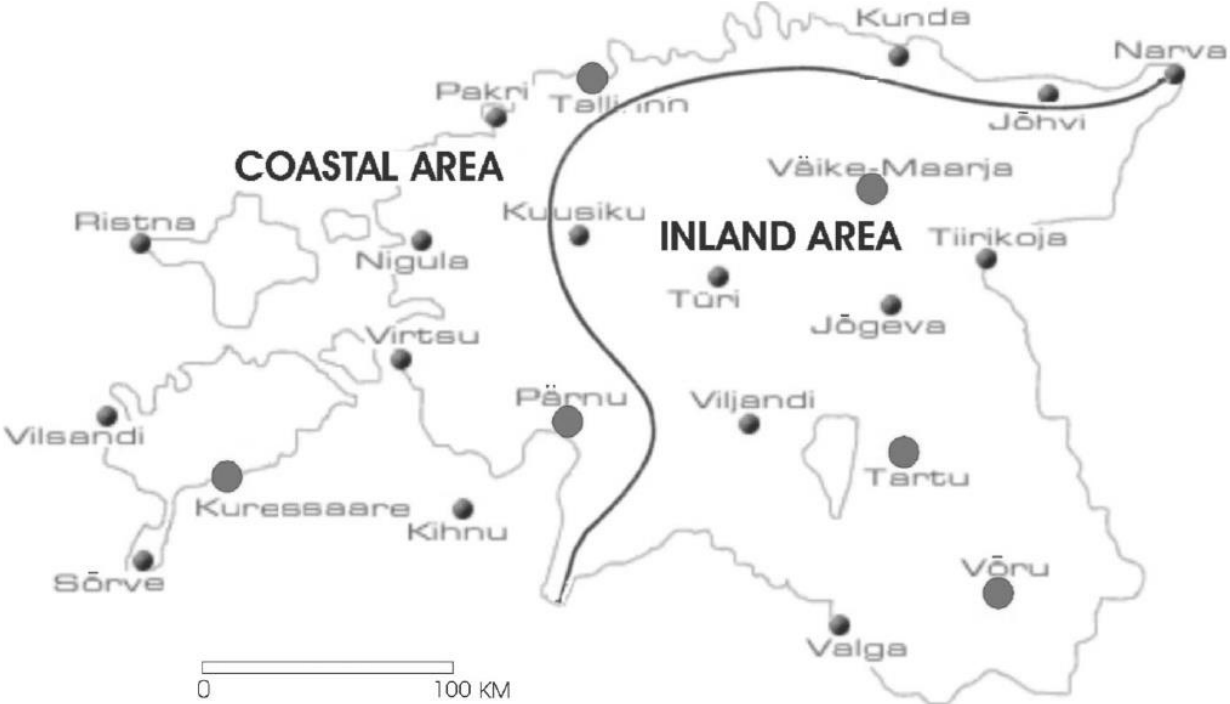 Kunda
Narva
Pakri
Tallinn
Jõhvi
COASTAL AREA
Väike-Maarja
Ristna
Kuusiku
INLAND AREA
Tiirikoja
Nigula
Türi
Jõgeva
Virtsu
Pärnu
Viljandi
Vilsandi
Tartu
Kuressaare
Kihnu
Sõrve
Võru
Valga
0 100 KM